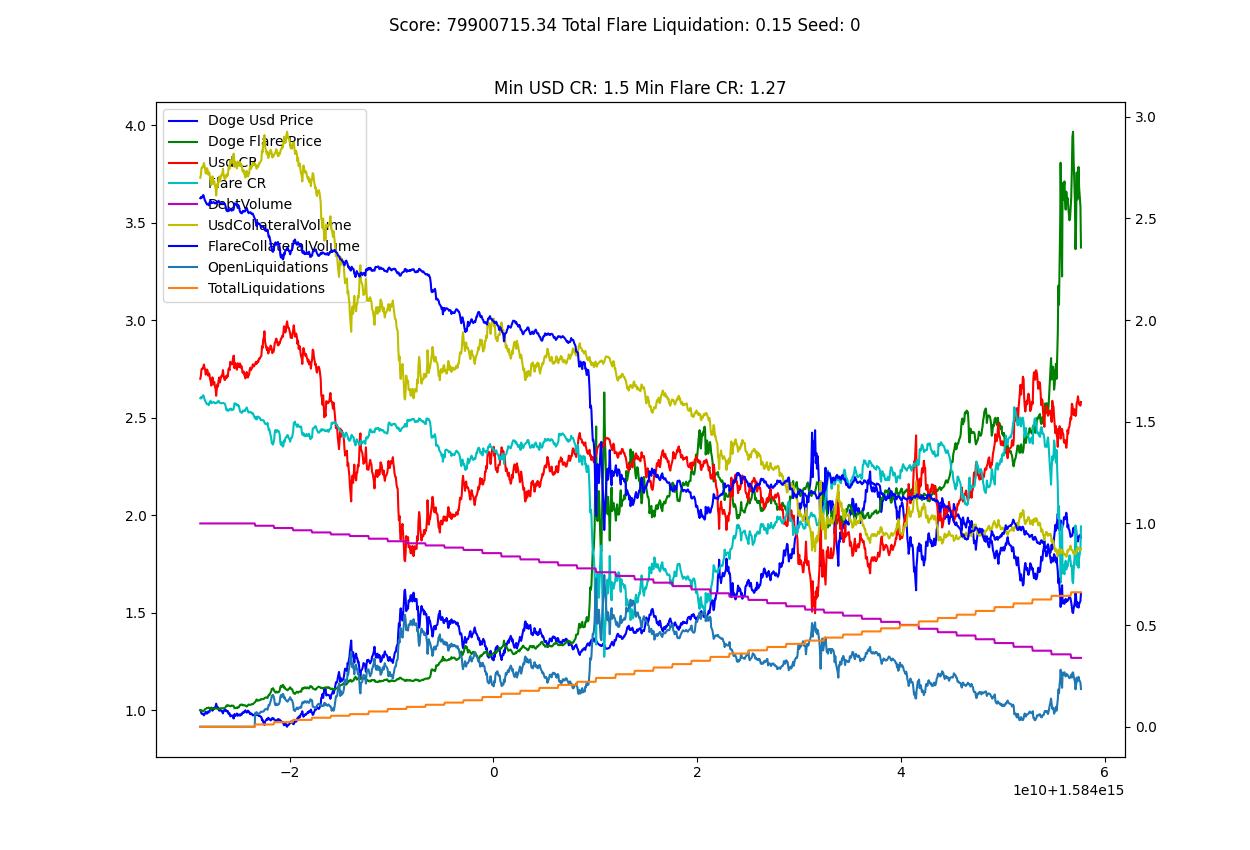 Score: 79900715.34 Total Flare Liquidation: 0.15 Seed: 0
Min USD CR: 1.5 Min Flare CR: 1.27
Doge Usd Price
Doge Flare Price
Usd CR
Flare CR
DebtVolume
UsdCollateralVolume
FlareCollateralVolume
OpenLiquidations
TotalLiquidations
4.0
3.5
3.0
2.5
2.0
1.5
1.0
3.0
2.5
2.0
1.5
1.0
0.5
0.0
−2
0
2
4
6
1e10+1.584e15